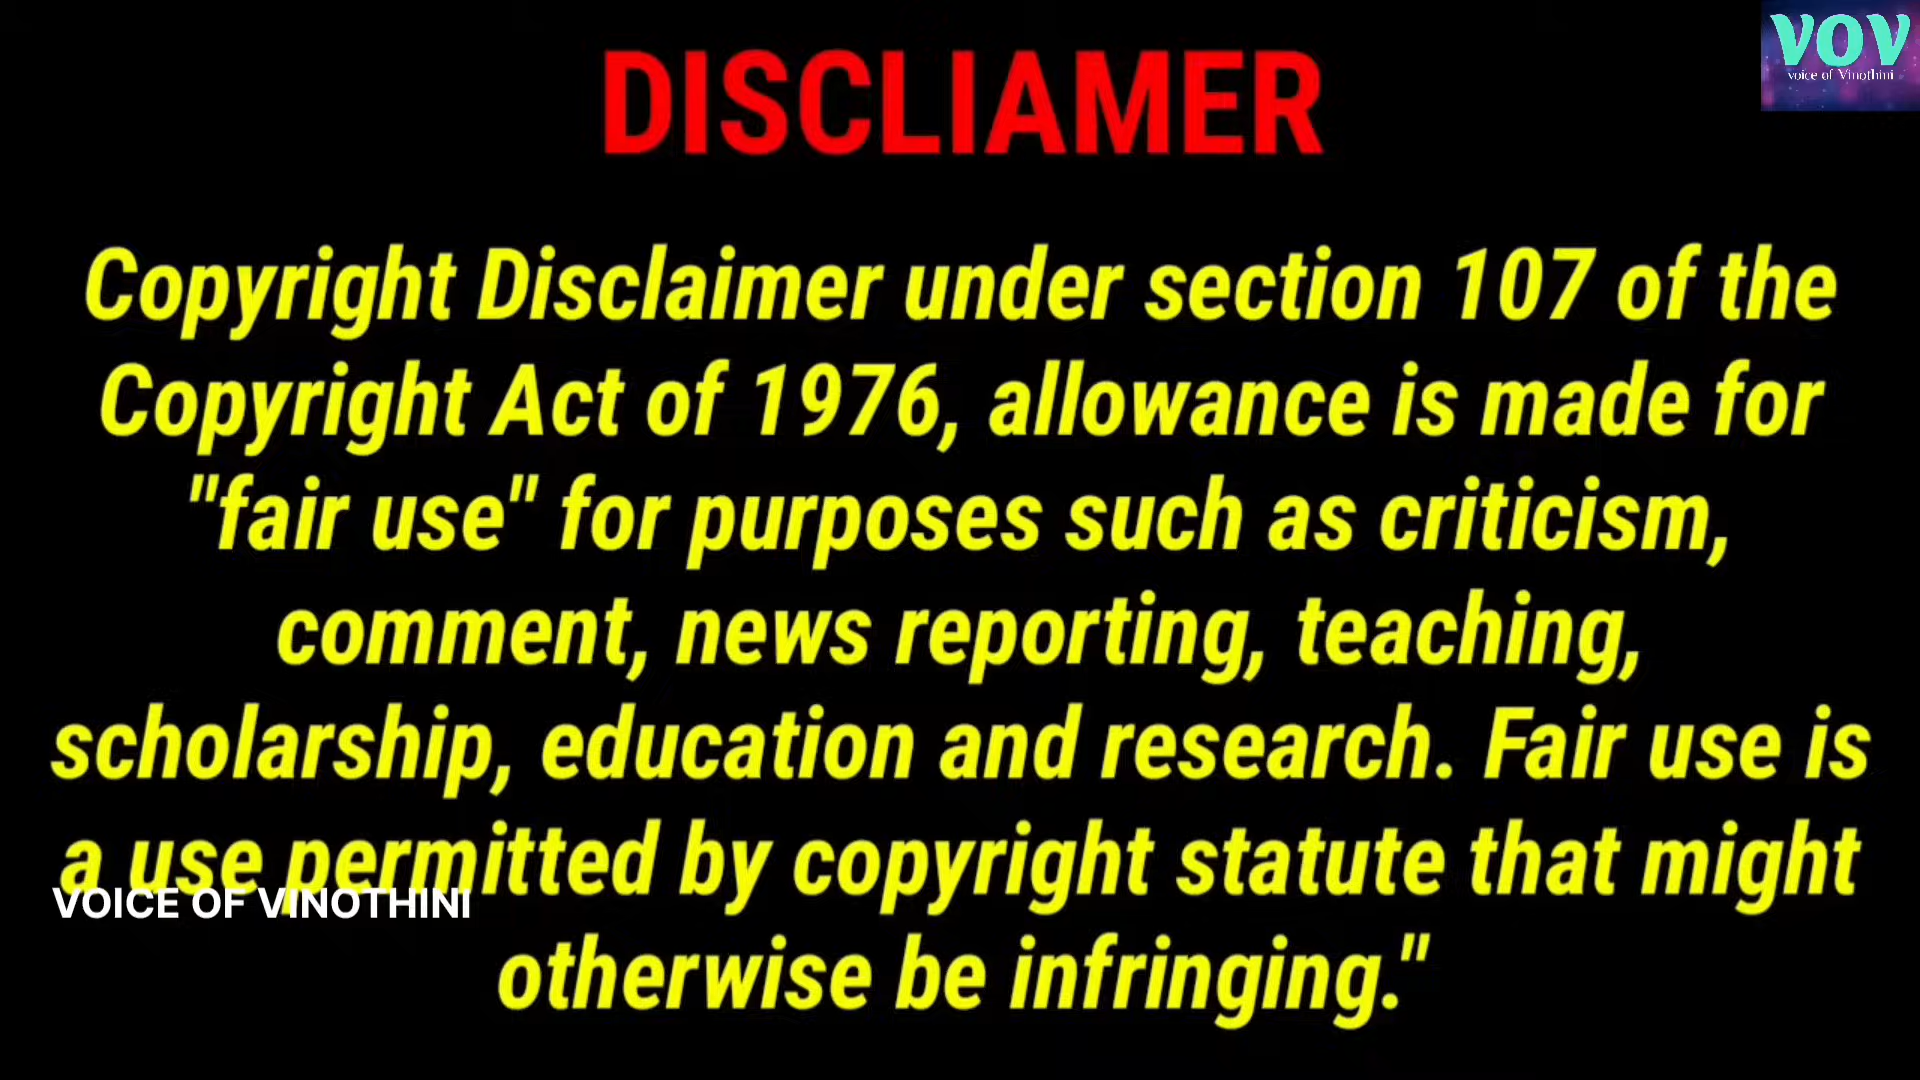 VOV
voice of Vinothini
DISCLIAMER
Copyright Disclaimer under section 107 of the
Copyright Act of 1976, allowance is made for
"fair use" for purposes such as criticism,
comment, news reporting, teaching,
scholarship, education and research. Fair use is
a use permitted by copyright statute that might
VOICE OF VINOTHINI
otherwise be infringing."